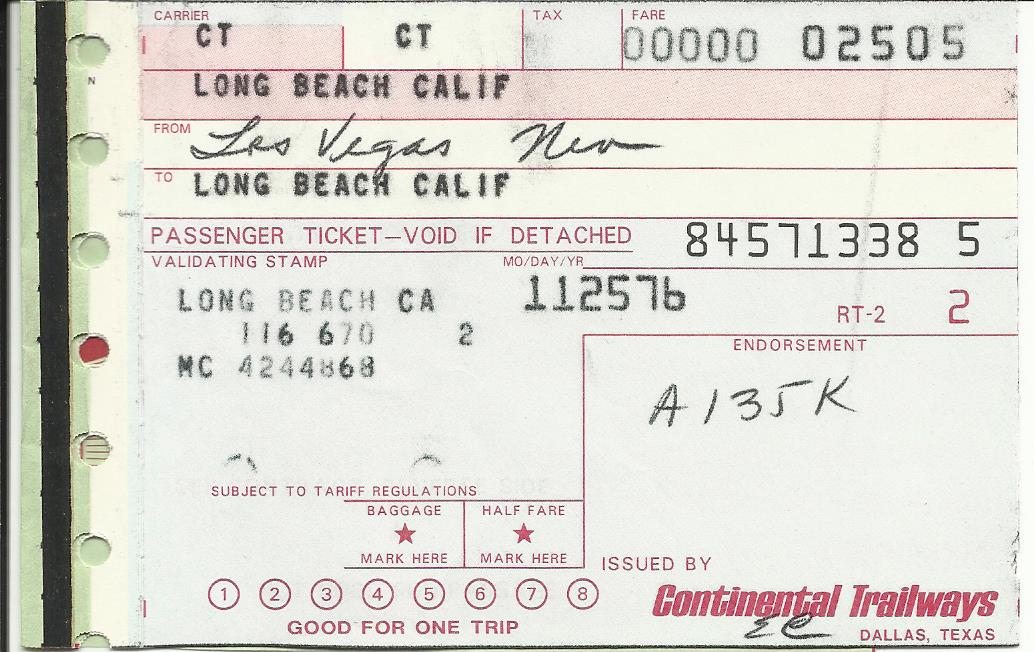 CARRIER TAX FARE
CT CT 00000 02505
LONG BEACH CALIF
FROM Las Vegas Nev
TO LONG BEACH CALIF
PASSENGER TICKET—VOID IF DETACHED 84571338 5
VALIDATING STAMP MO/DAY/YR
LONG BEACH CA 112576
RT-2 2
116 670 2
MC 4244868
ENDORSEMENT
A135K
SUBJECT TO TARIFF REGULATIONS
BAGGAGE HALF FARE
MARK HERE MARK HERE
ISSUED BY
1 2 3 4 5 6 7 8
Continental Trailways
GOOD FOR ONE TRIP
DALLAS, TEXAS
N